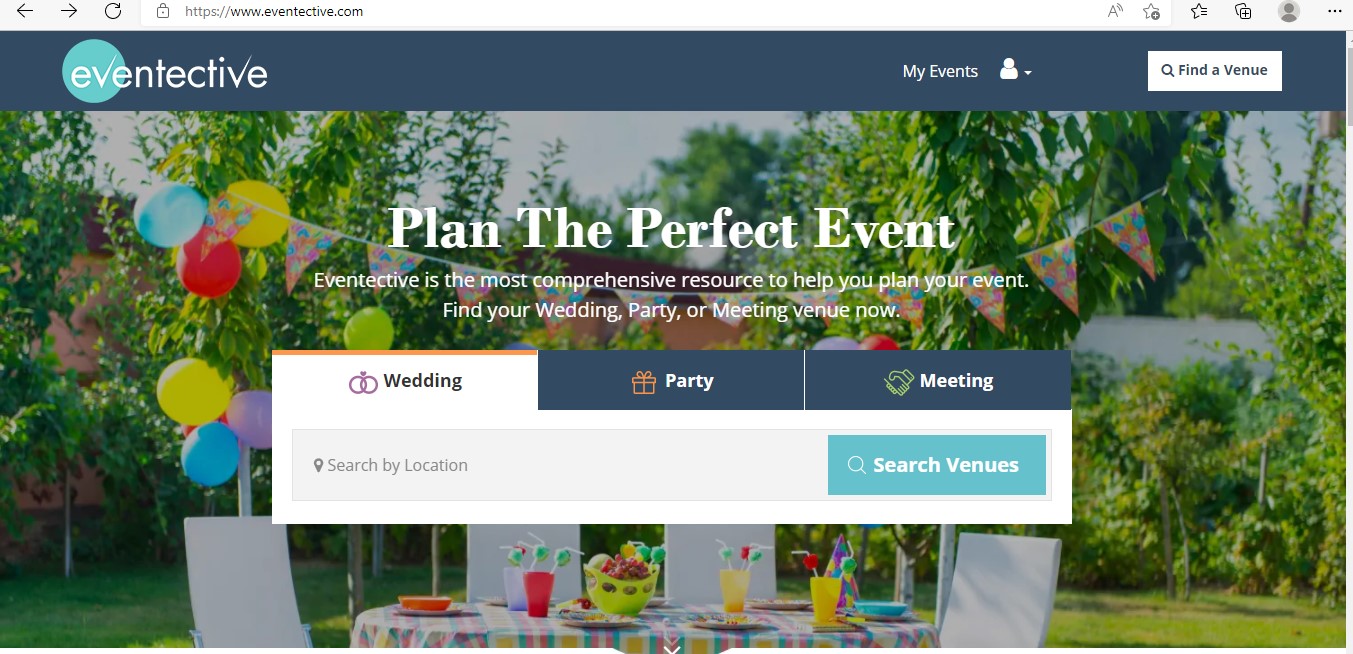 https://www.eventective.com
eventective
My Events
Find a Venue
Plan The Perfect Event
Eventective is the most comprehensive resource to help you plan your event.
Find your Wedding, Party, or Meeting venue now.
Wedding
Party
Meeting
Search by Location
Search Venues